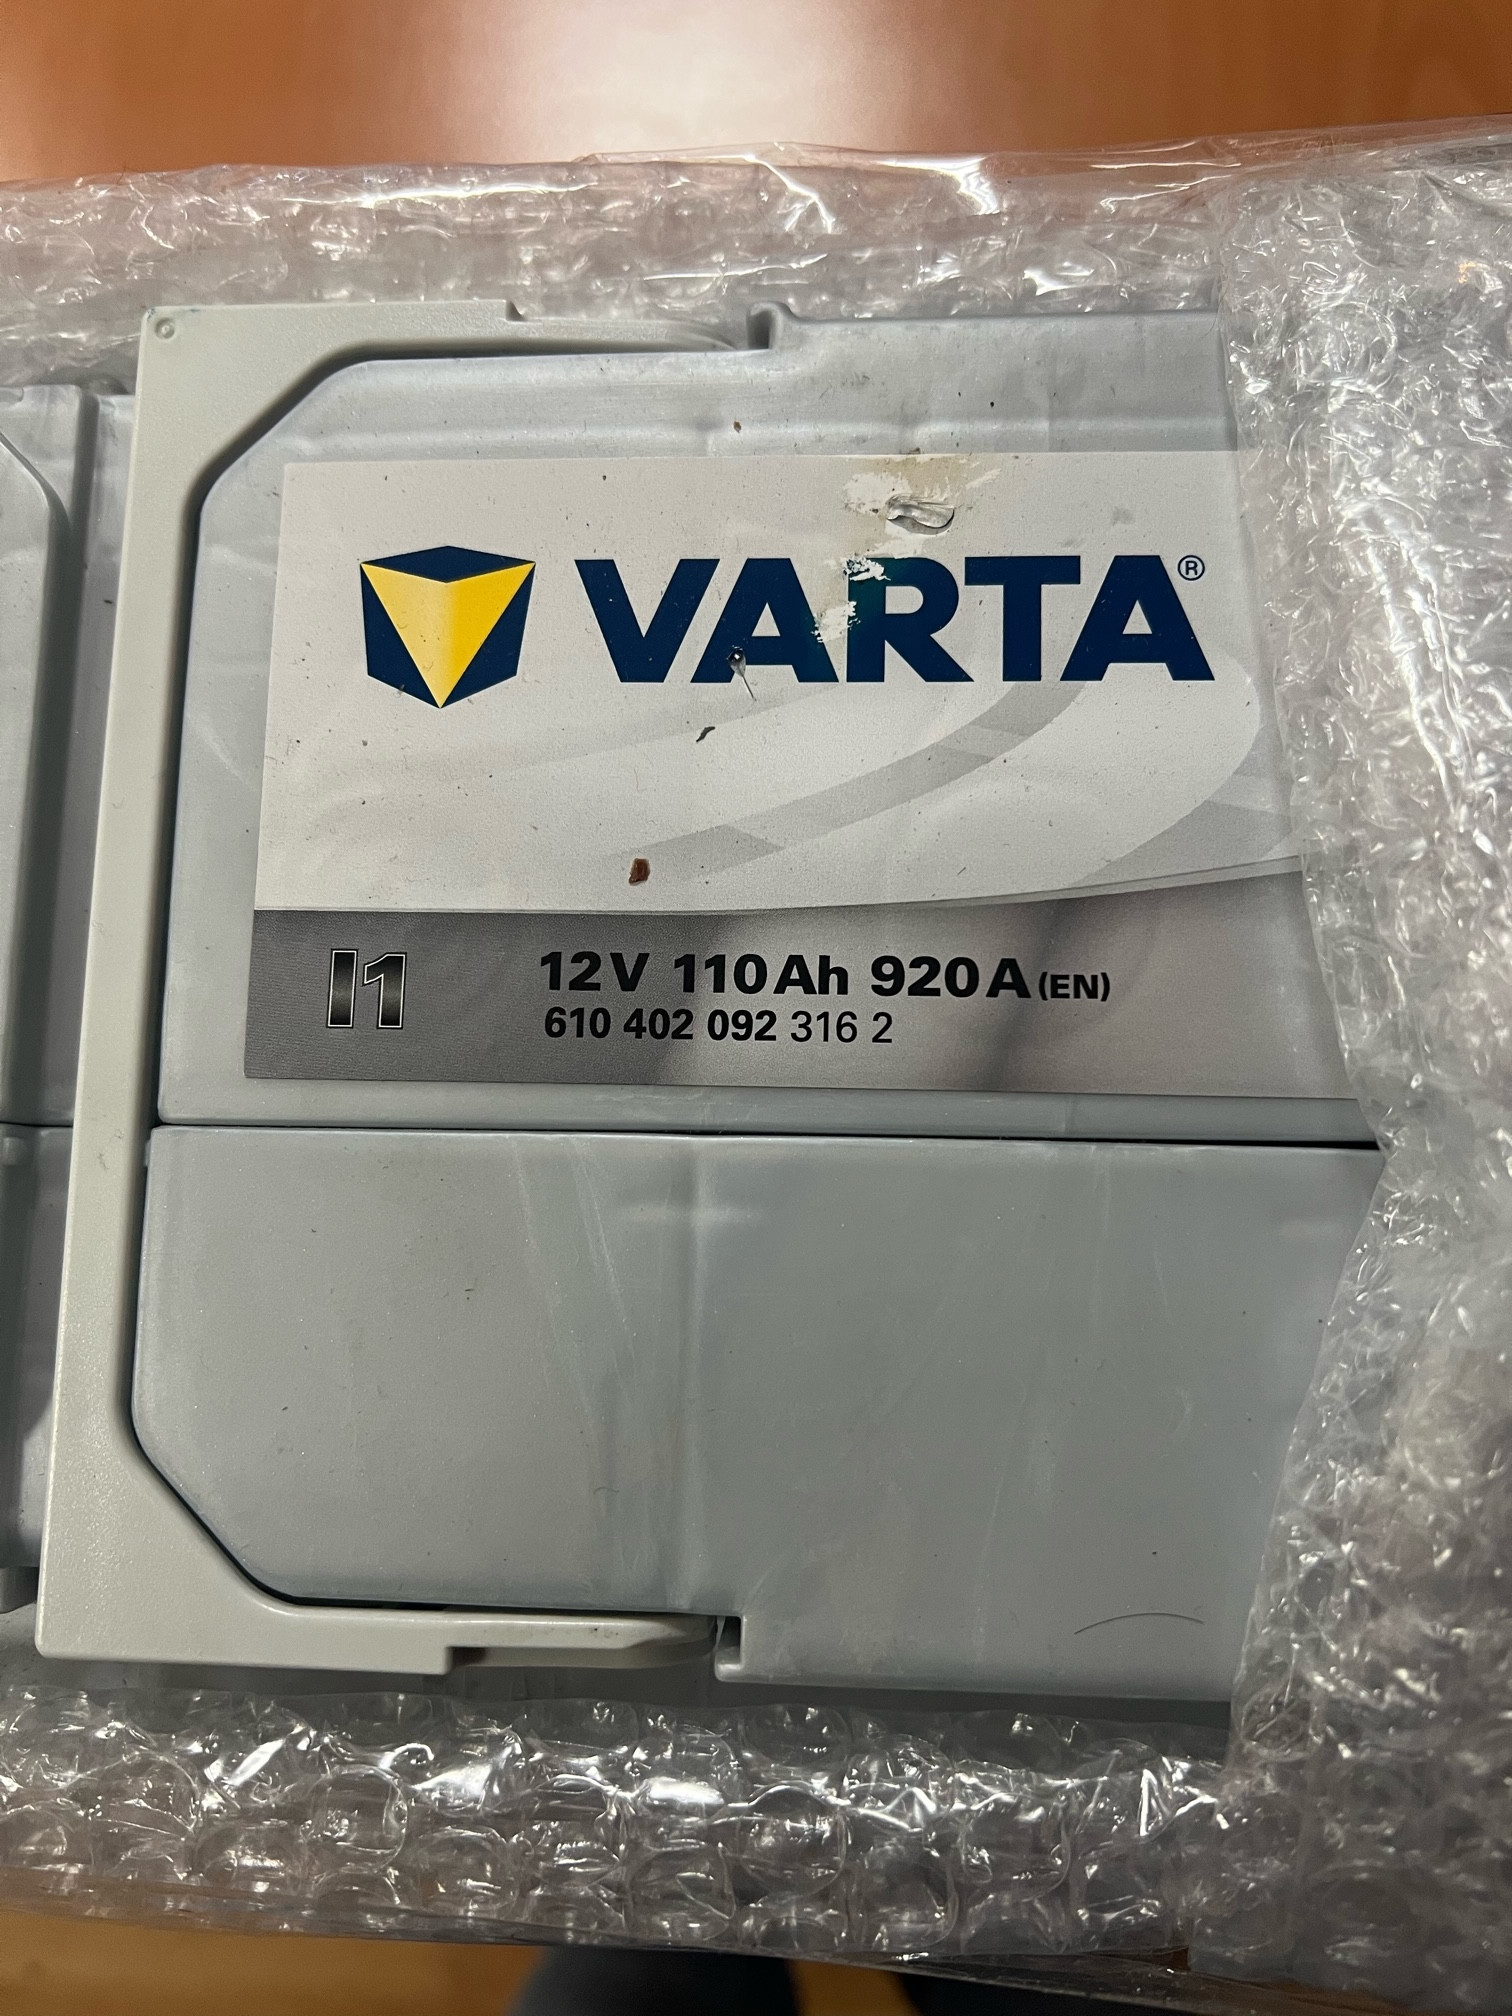 VARTA®
I1
12V 110Ah 920A (EN)
610 402 092 316 2